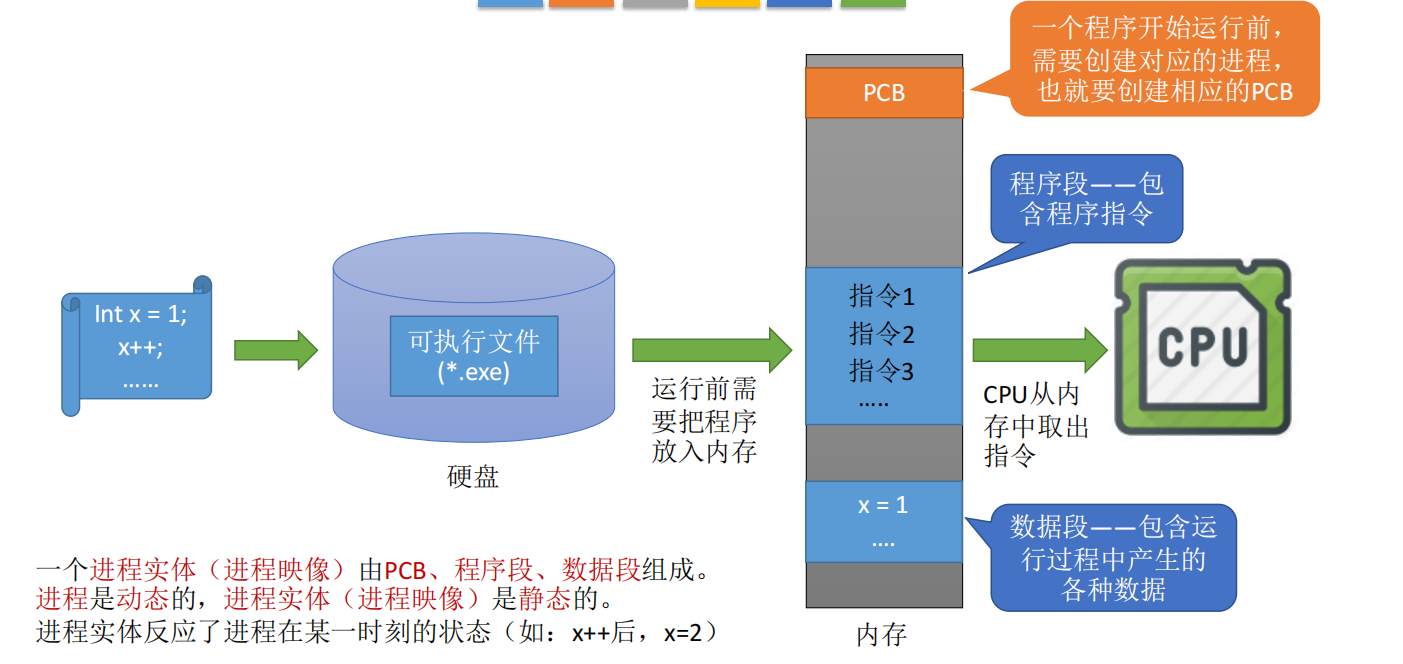 一个程序开始运行前，
需要创建对应的进程，
也就要创建相应的PCB
PCB
程序段——包
含程序指令
Int x = 1;
x++;
……
可执行文件
(*.exe)
硬盘
运行前需
要把程序
放入内存
指令1
指令2
指令3
…..
CPU从内
存中取出
指令
CPU
x = 1
….
数据段——包含运
行过程中产生的
各种数据
内存
一个进程实体（进程映像）由PCB、程序段、数据段组成。
进程是动态的，进程实体（进程映像）是静态的。
进程实体反应了进程在某一时刻的状态（如：x++后，x=2）